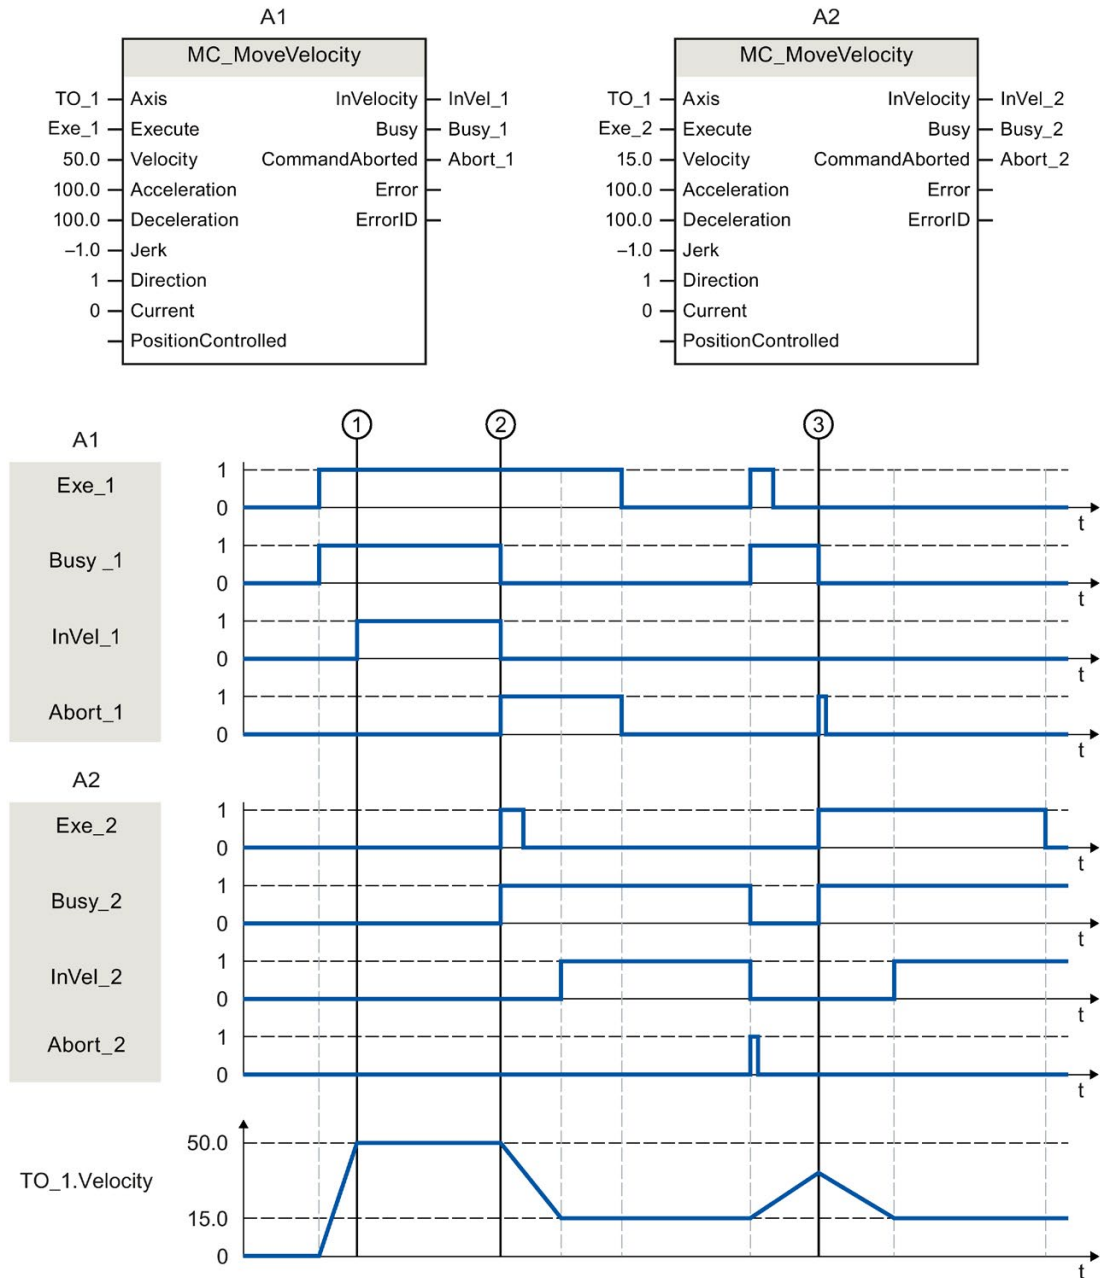 A1 A2
MC_MoveVelocity MC_MoveVelocity
TO_1 Axis InVelocity InVel_1 TO_1 Axis InVelocity InVel_2
Exe_1 Execute Busy Busy_1 Exe_2 Execute Busy Busy_2
50.0 Velocity CommandAborted Abort_1 15.0 Velocity CommandAborted Abort_2
100.0 Acceleration Error 100.0 Acceleration Error
100.0 Deceleration ErrorID 100.0 Deceleration ErrorID
–1.0 Jerk –1.0 Jerk
1 Direction 1 Direction
0 Current 0 Current
PositionControlled PositionControlled
1 2 3
A1
1
Exe_1
0
t
1
Busy _1
0
t
1
InVel_1
0
t
1
Abort_1
0
t
A2
1
Exe_2
0
t
1
Busy_2
0
t
1
InVel_2
0
t
1
Abort_2
0
t
50.0
TO_1.Velocity
15.0
0
t